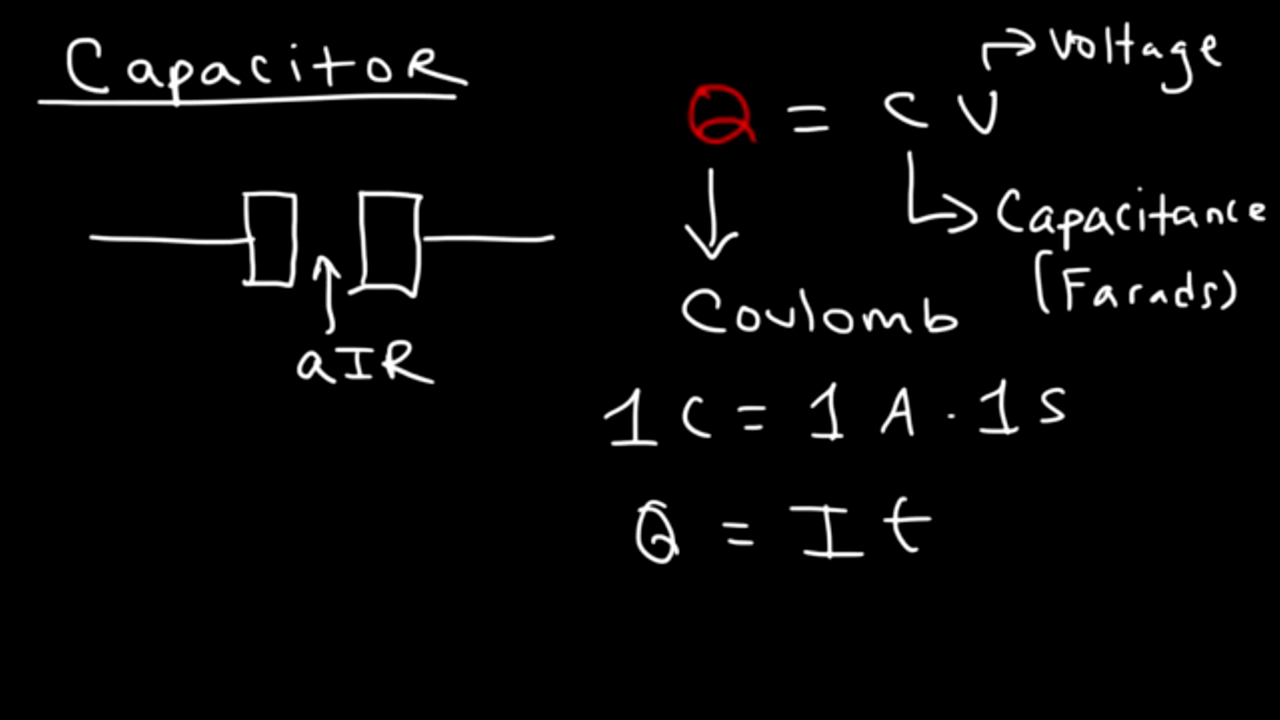 Capacitor
aIR
Q = C V
voltage
Capacitance
(Farads)
Coulomb
1 C = 1 A · 1 s
Q = I t